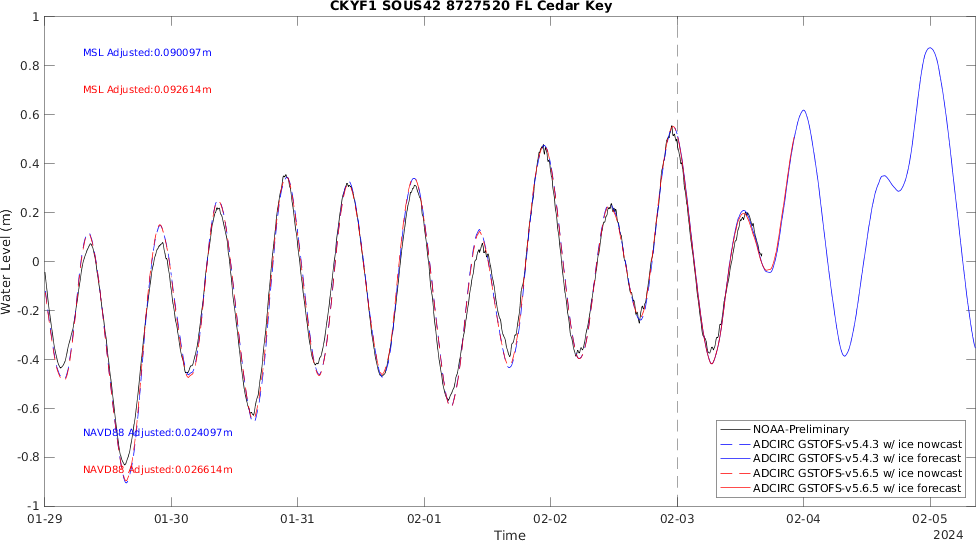 CKYF1 SOUS42 8727520 FL Cedar Key
1
0.8
0.6
0.4
0.2
0
-0.2
-0.4
-0.6
-0.8
-1
Water Level (m)
MSL Adjusted:0.090097m
MSL Adjusted:0.092614m
NAVD88 Adjusted:0.024097m
NAVD88 Adjusted:0.026614m
NOAA-Preliminary
ADCIRC GSTOFS-v5.4.3 w/ ice nowcast
ADCIRC GSTOFS-v5.4.3 w/ ice forecast
ADCIRC GSTOFS-v5.6.5 w/ ice nowcast
ADCIRC GSTOFS-v5.6.5 w/ ice forecast
01-29 01-30 01-31 02-01 02-02 02-03 02-04 02-05
Time
2024